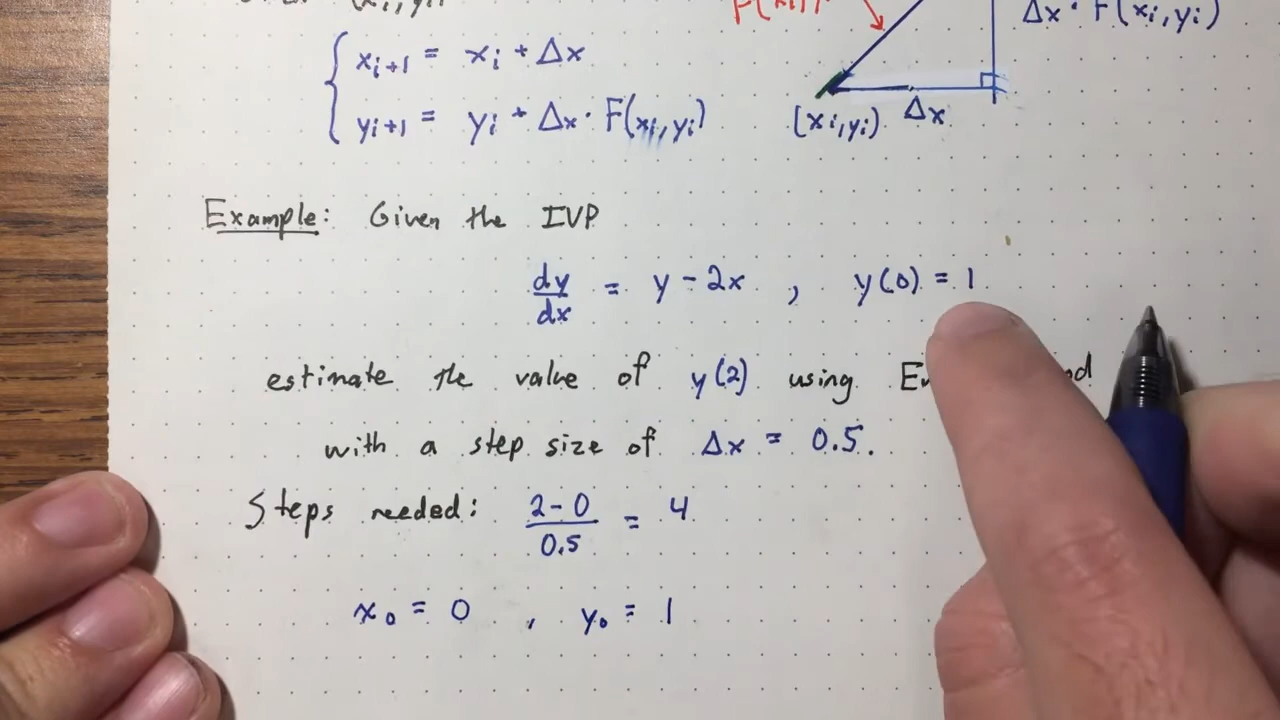 Δx · F(xi, yi)
xi+1 = xi + Δx
yi+1 = yi + Δx · F(xi, yi)
(xi, yi) Δx
Example: Given the IVP
dy/dx = y - 2x , y(0) = 1
estimate the value of y(2) using
with a step size of Δx = 0.5.
Steps needed: 2-0/0.5 = 4
x0 = 0 , y0 = 1